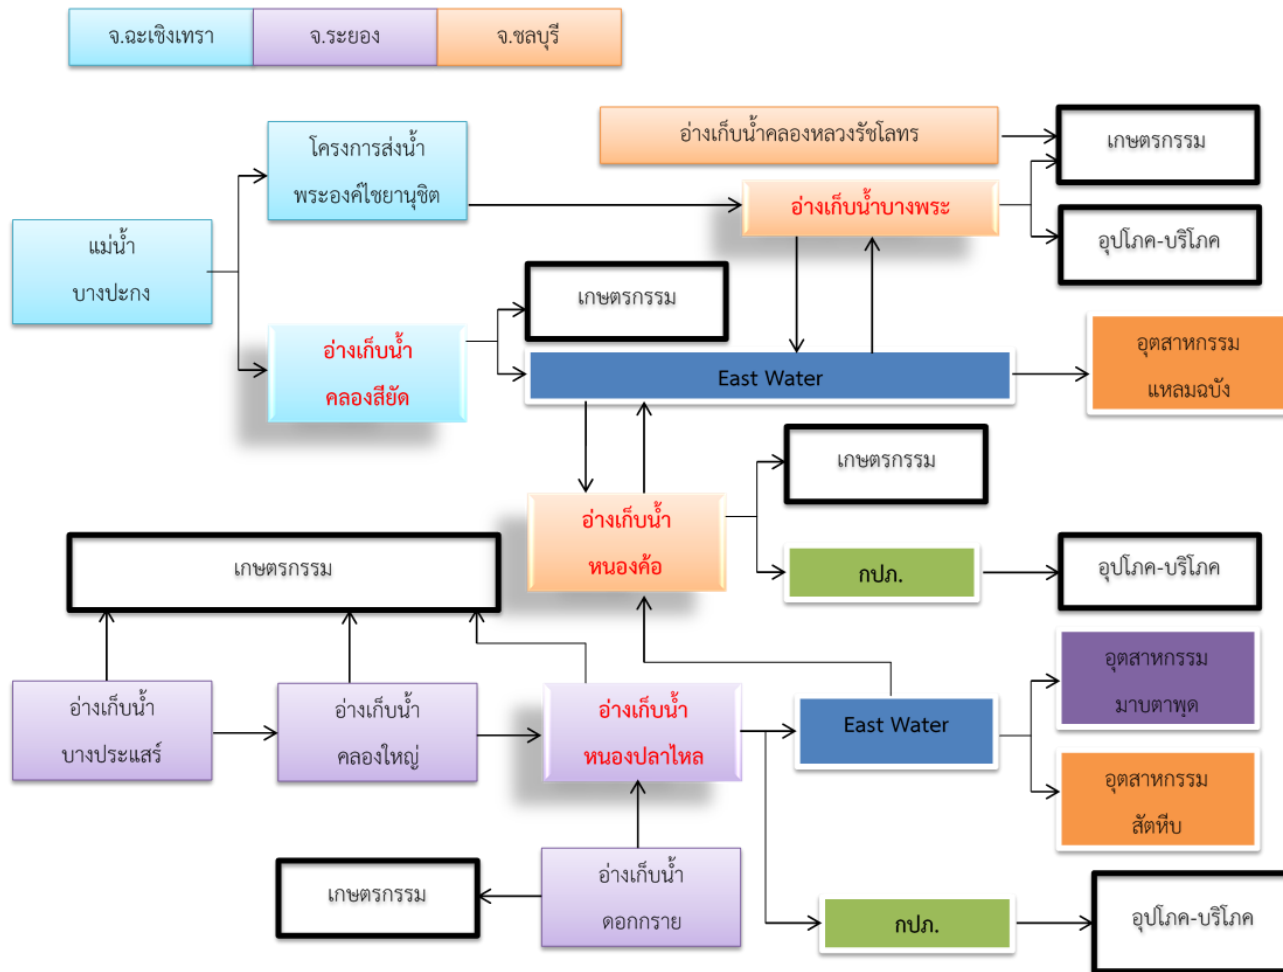 จ.ฉะเชิงเทรา
จ.ระยอง
จ.ชลบุรี
อ่างเก็บน้ำคลองหลวงรัชโลทร
เกษตรกรรม
โครงการส่งน้ำ
พระองค์ไชยานุชิต
อ่างเก็บน้ำบางพระ
อุปโภค-บริโภค
แม่น้ำ
บางปะกง
เกษตรกรรม
อ่างเก็บน้ำ
คลองสียัด
East Water
อุตสาหกรรม
แหลมฉบัง
เกษตรกรรม
อ่างเก็บน้ำ
หนองค้อ
เกษตรกรรม
กปภ.
อุปโภค-บริโภค
อ่างเก็บน้ำ
บางประแสร์
อ่างเก็บน้ำ
คลองใหญ่
อ่างเก็บน้ำ
หนองปลาไหล
East Water
อุตสาหกรรม
มาบตาพุด
อุตสาหกรรม
สัตหีบ
เกษตรกรรม
อ่างเก็บน้ำ
ดอกกราย
กปภ.
อุปโภค-บริโภค